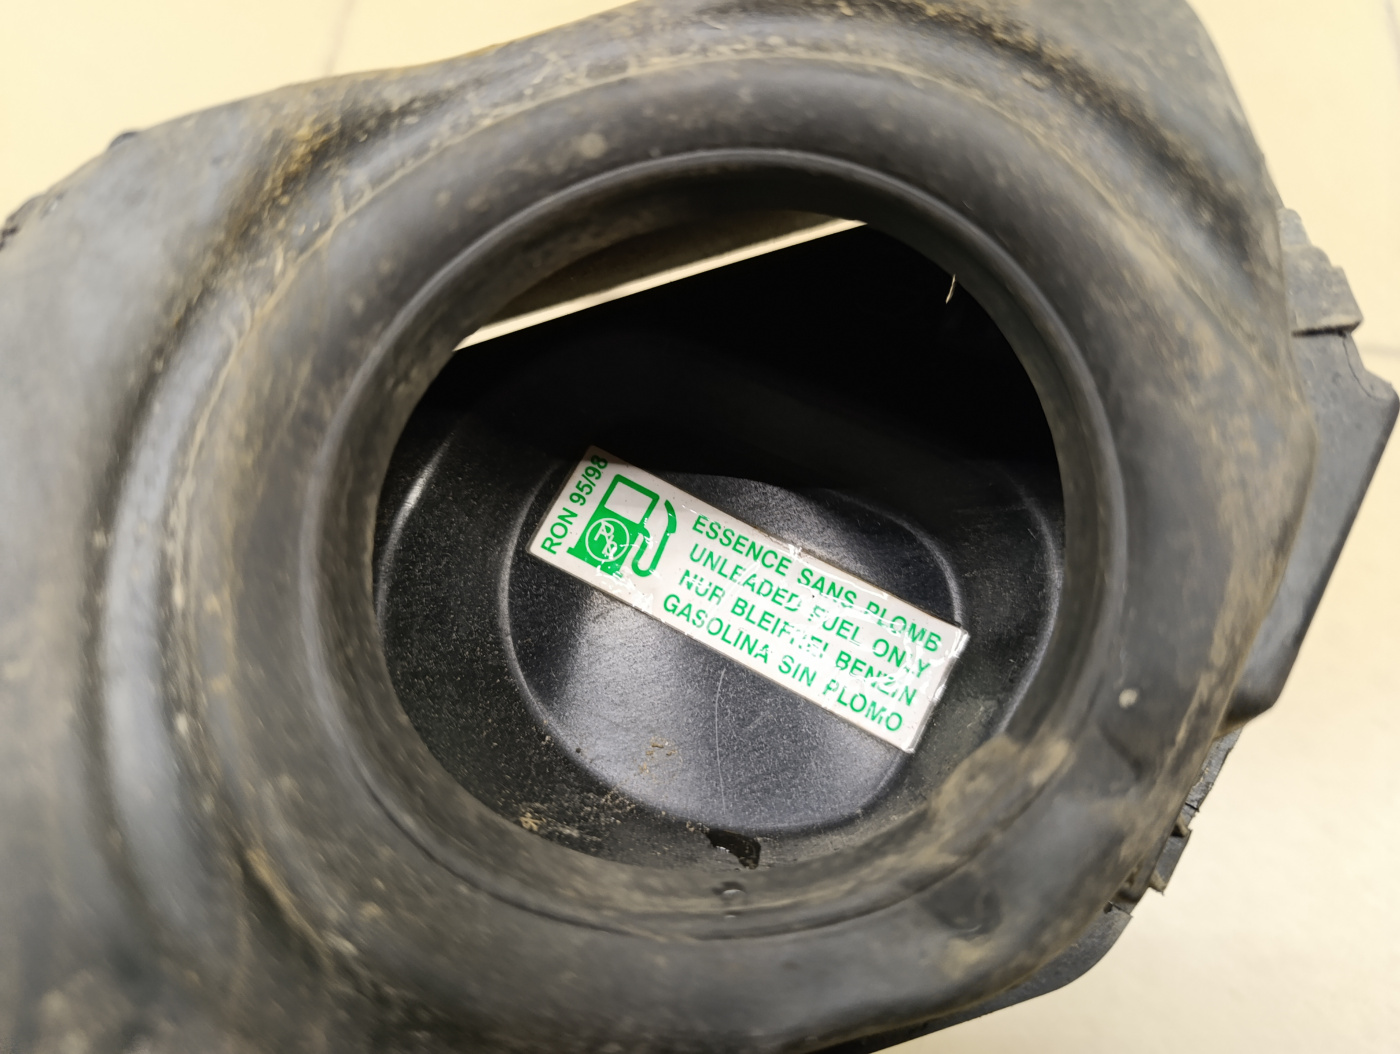 RON 95/98
ESSENCE SANS PLOMB
UNLEADED FUEL ONLY
NUR BLEIFREI BENZIN
GASOLINA SIN PLOMO